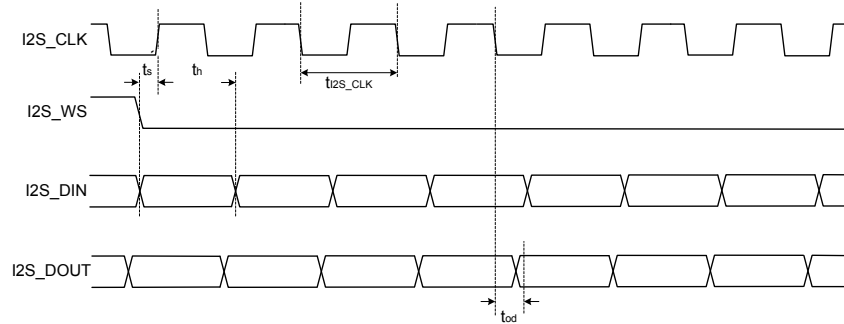 I2S_CLK
ts
th
tI2S_CLK
I2S_WS
I2S_DIN
I2S_DOUT
tod